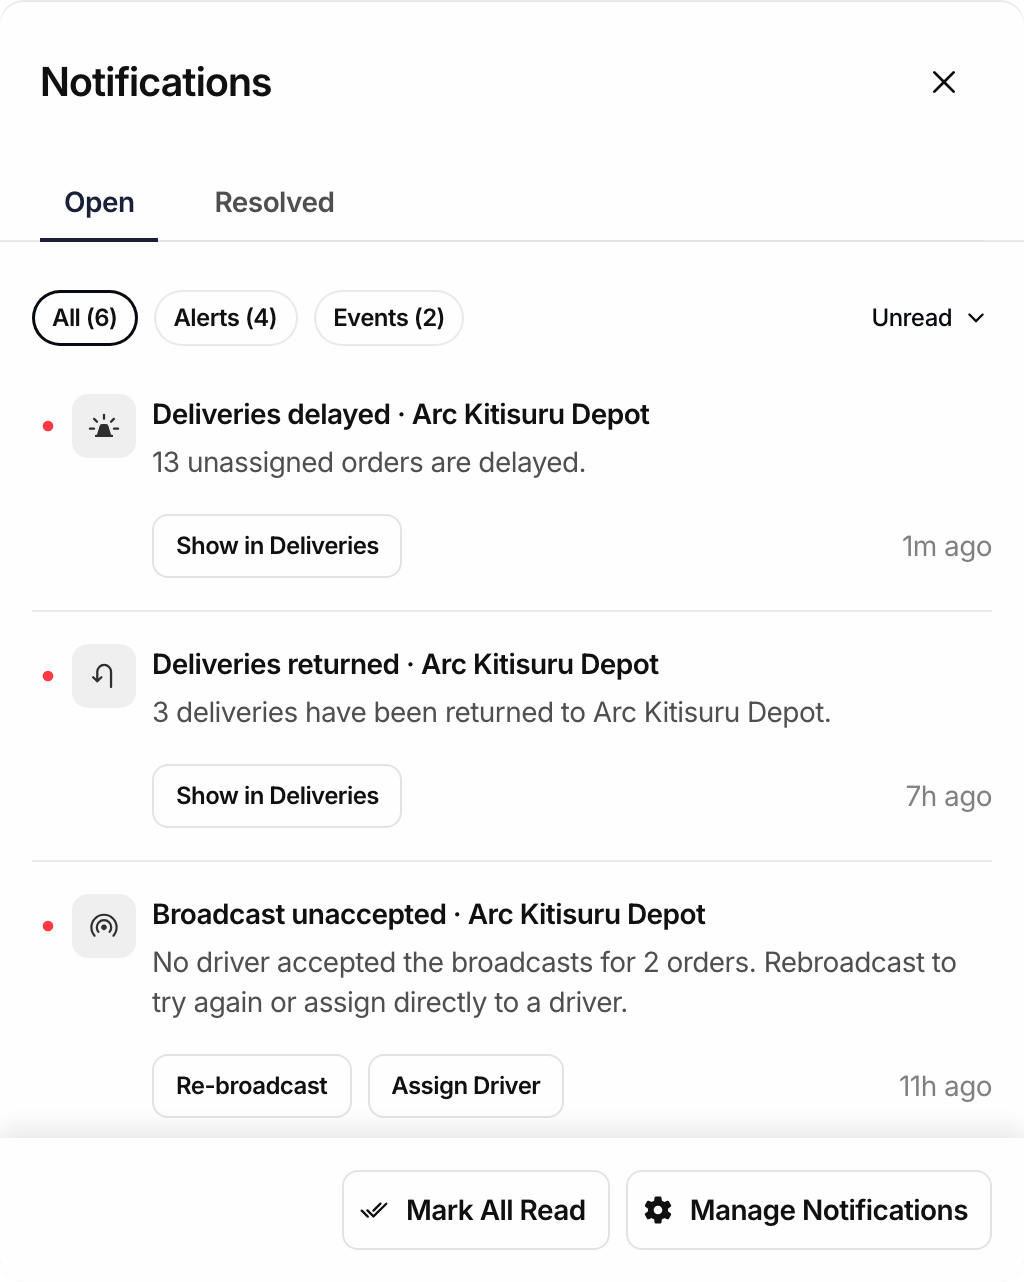 Notifications
Open Resolved
All (6) Alerts (4) Events (2) Unread
Deliveries delayed · Arc Kitisuru Depot
13 unassigned orders are delayed.
Show in Deliveries 1m ago
Deliveries returned · Arc Kitisuru Depot
3 deliveries have been returned to Arc Kitisuru Depot.
Show in Deliveries 7h ago
Broadcast unaccepted · Arc Kitisuru Depot
No driver accepted the broadcasts for 2 orders. Rebroadcast to
try again or assign directly to a driver.
Re-broadcast Assign Driver 11h ago
Mark All Read Manage Notifications